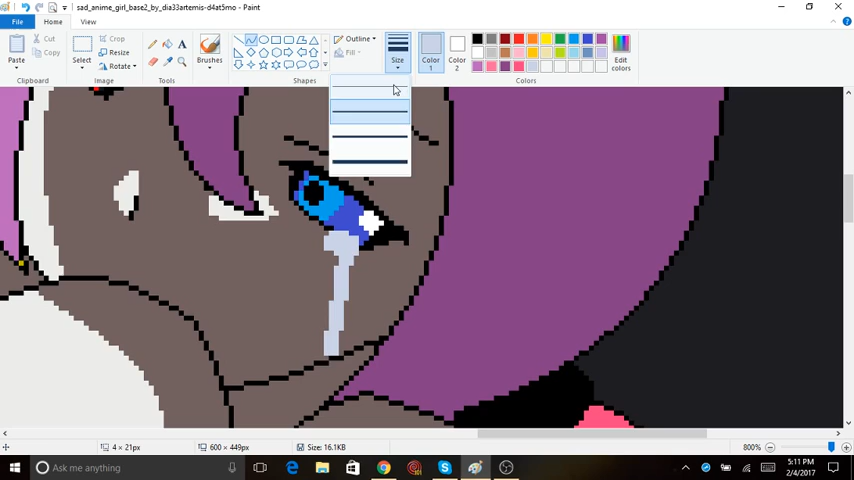 sad_anime_girl_base2_by_dia33artemis-d4at5mo - Paint
File Home View
Paste Cut Copy Clipboard
Select Crop Resize Rotate Image
A Tools
Brushes
Shapes Outline Fill
Size
Color 1 Color 2 Edit colors Colors
4 × 21px 600 × 449px Size: 16.1KB 800%
Ask me anything 5:11 PM
2/4/2017